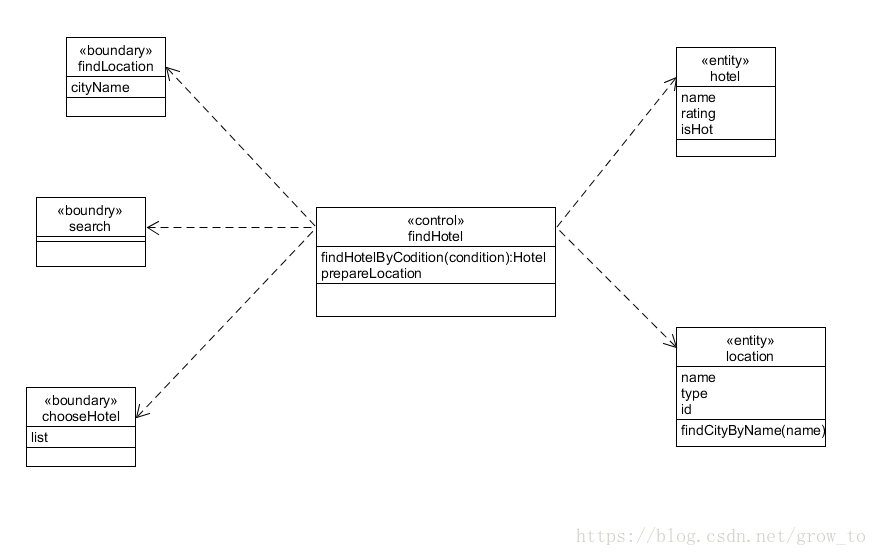 «boundary»
findLocation
cityName
«boundry»
search
«boundary»
chooseHotel
list
«control»
findHotel
findHotelByCodition(condition):Hotel
prepareLocation
«entity»
hotel
name
rating
isHot
«entity»
location
name
type
id
findCityByName(name)
https://blog.csdn.net/grow_to